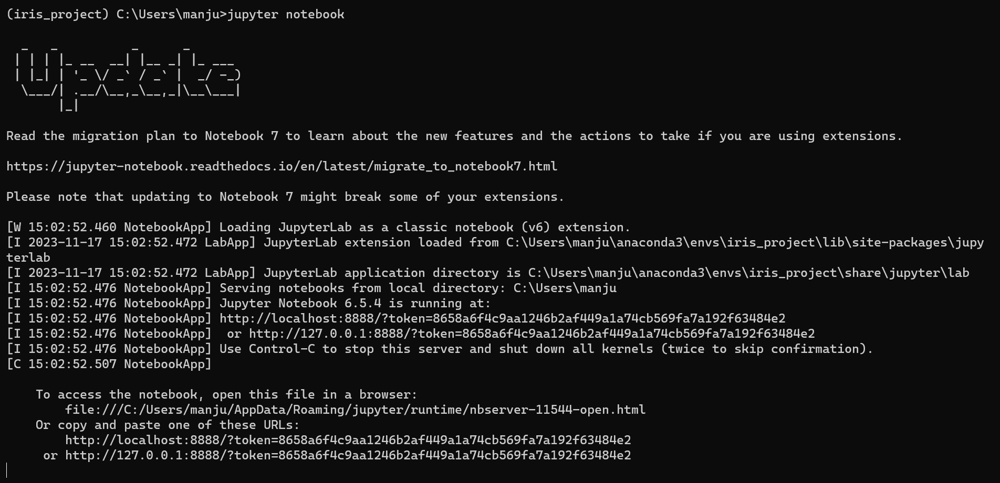 (iris_project) C:\Users\manju>jupyter notebook
  _   _          _      _
 | | | |_ __  __| |__ _| |_ ___
 | |_| | '_ \/ _` / _` |  _/ -_)
  \___/| .__/\__,_\__,_|\__\___|
       |_|
Read the migration plan to Notebook 7 to learn about the new features and the actions to take if you are using extensions.
https://jupyter-notebook.readthedocs.io/en/latest/migrate_to_notebook7.html
Please note that updating to Notebook 7 might break some of your extensions.
[W 15:02:52.460 NotebookApp] Loading JupyterLab as a classic notebook (v6) extension.
[I 2023-11-17 15:02:52.472 LabApp] JupyterLab extension loaded from C:\Users\manju\anaconda3\envs\iris_project\lib\site-packages\jupy
terlab
[I 2023-11-17 15:02:52.472 LabApp] JupyterLab application directory is C:\Users\manju\anaconda3\envs\iris_project\share\jupyter\lab
[I 15:02:52.476 NotebookApp] Serving notebooks from local directory: C:\Users\manju
[I 15:02:52.476 NotebookApp] Jupyter Notebook 6.5.4 is running at:
[I 15:02:52.476 NotebookApp] http://localhost:8888/?token=8658a6f4c9aa1246b2af449a1a74cb569fa7a192f63484e2
[I 15:02:52.476 NotebookApp]  or http://127.0.0.1:8888/?token=8658a6f4c9aa1246b2af449a1a74cb569fa7a192f63484e2
[I 15:02:52.476 NotebookApp] Use Control-C to stop this server and shut down all kernels (twice to skip confirmation).
[C 15:02:52.507 NotebookApp]
    To access the notebook, open this file in a browser:
        file:///C:/Users/manju/AppData/Roaming/jupyter/runtime/nbserver-11544-open.html
    Or copy and paste one of these URLs:
        http://localhost:8888/?token=8658a6f4c9aa1246b2af449a1a74cb569fa7a192f63484e2
     or http://127.0.0.1:8888/?token=8658a6f4c9aa1246b2af449a1a74cb569fa7a192f63484e2